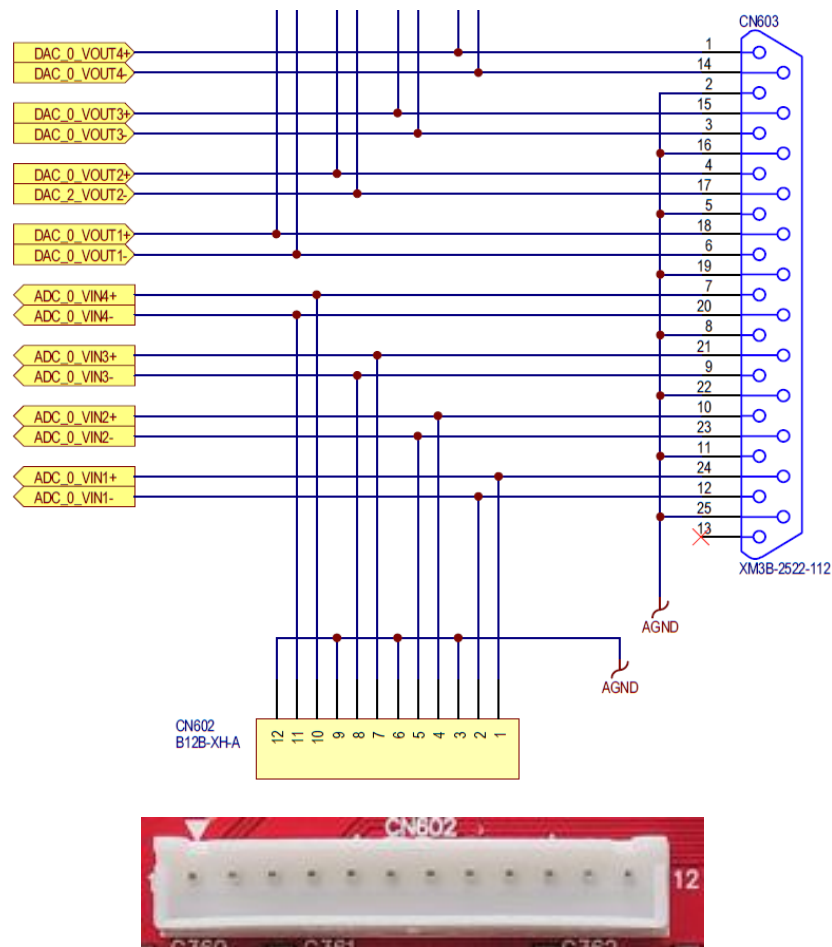 CN603
DAC_0_VOUT4+ 1
DAC_0_VOUT4- 14
2
DAC_0_VOUT3+ 15
DAC_0_VOUT3- 3
16
DAC_0_VOUT2+ 4
DAC_2_VOUT2- 17
5
DAC_0_VOUT1+ 18
DAC_0_VOUT1- 6
19
ADC_0_VIN4+ 7
ADC_0_VIN4- 20
8
ADC_0_VIN3+ 21
ADC_0_VIN3- 9
22
ADC_0_VIN2+ 10
ADC_0_VIN2- 23
11
ADC_0_VIN1+ 24
ADC_0_VIN1- 12
25
13
XM3B-2522-112
AGND
AGND
CN602
B12B-XH-A
12 11 10 9 8 7 6 5 4 3 2 1
CN602
12